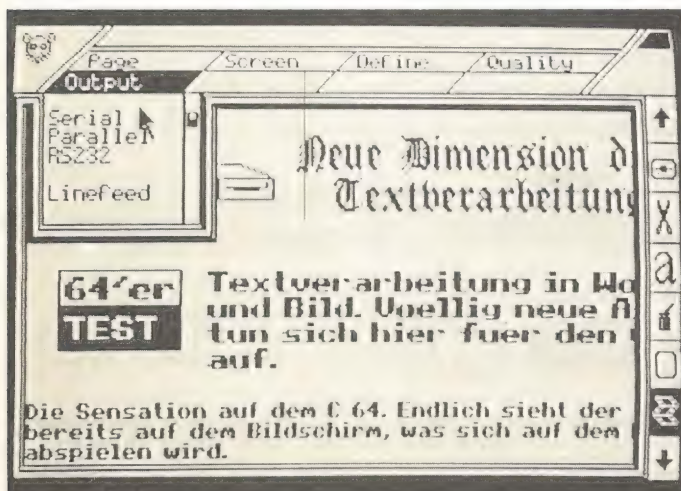 Page Screen Define Quality
Output
Serial
Parallel
RS232
Linefeed
Neue Dimension d
Textberarbeitung
64'er
TEST
Textverarbeitung in Wo
und Bild. Voellig neue
tun sich hier fuer den
auf.
Die Sensation auf dem C 64. Endlich sieht der
bereits auf dem Bildschirm, was sich auf dem
abspielen wird.
a